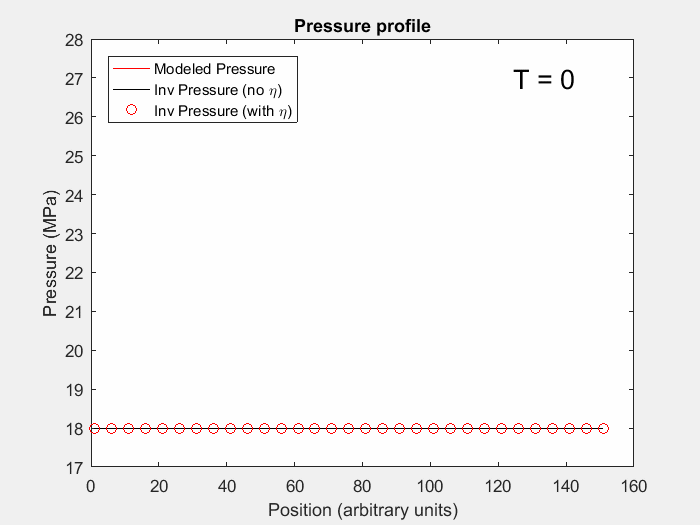 Pressure profile
Modeled Pressure
Inv Pressure (no η)
Inv Pressure (with η)
T = 0
Pressure (MPa)
28
27
26
25
24
23
22
21
20
19
18
17
0 20 40 60 80 100 120 140 160
Position (arbitrary units)